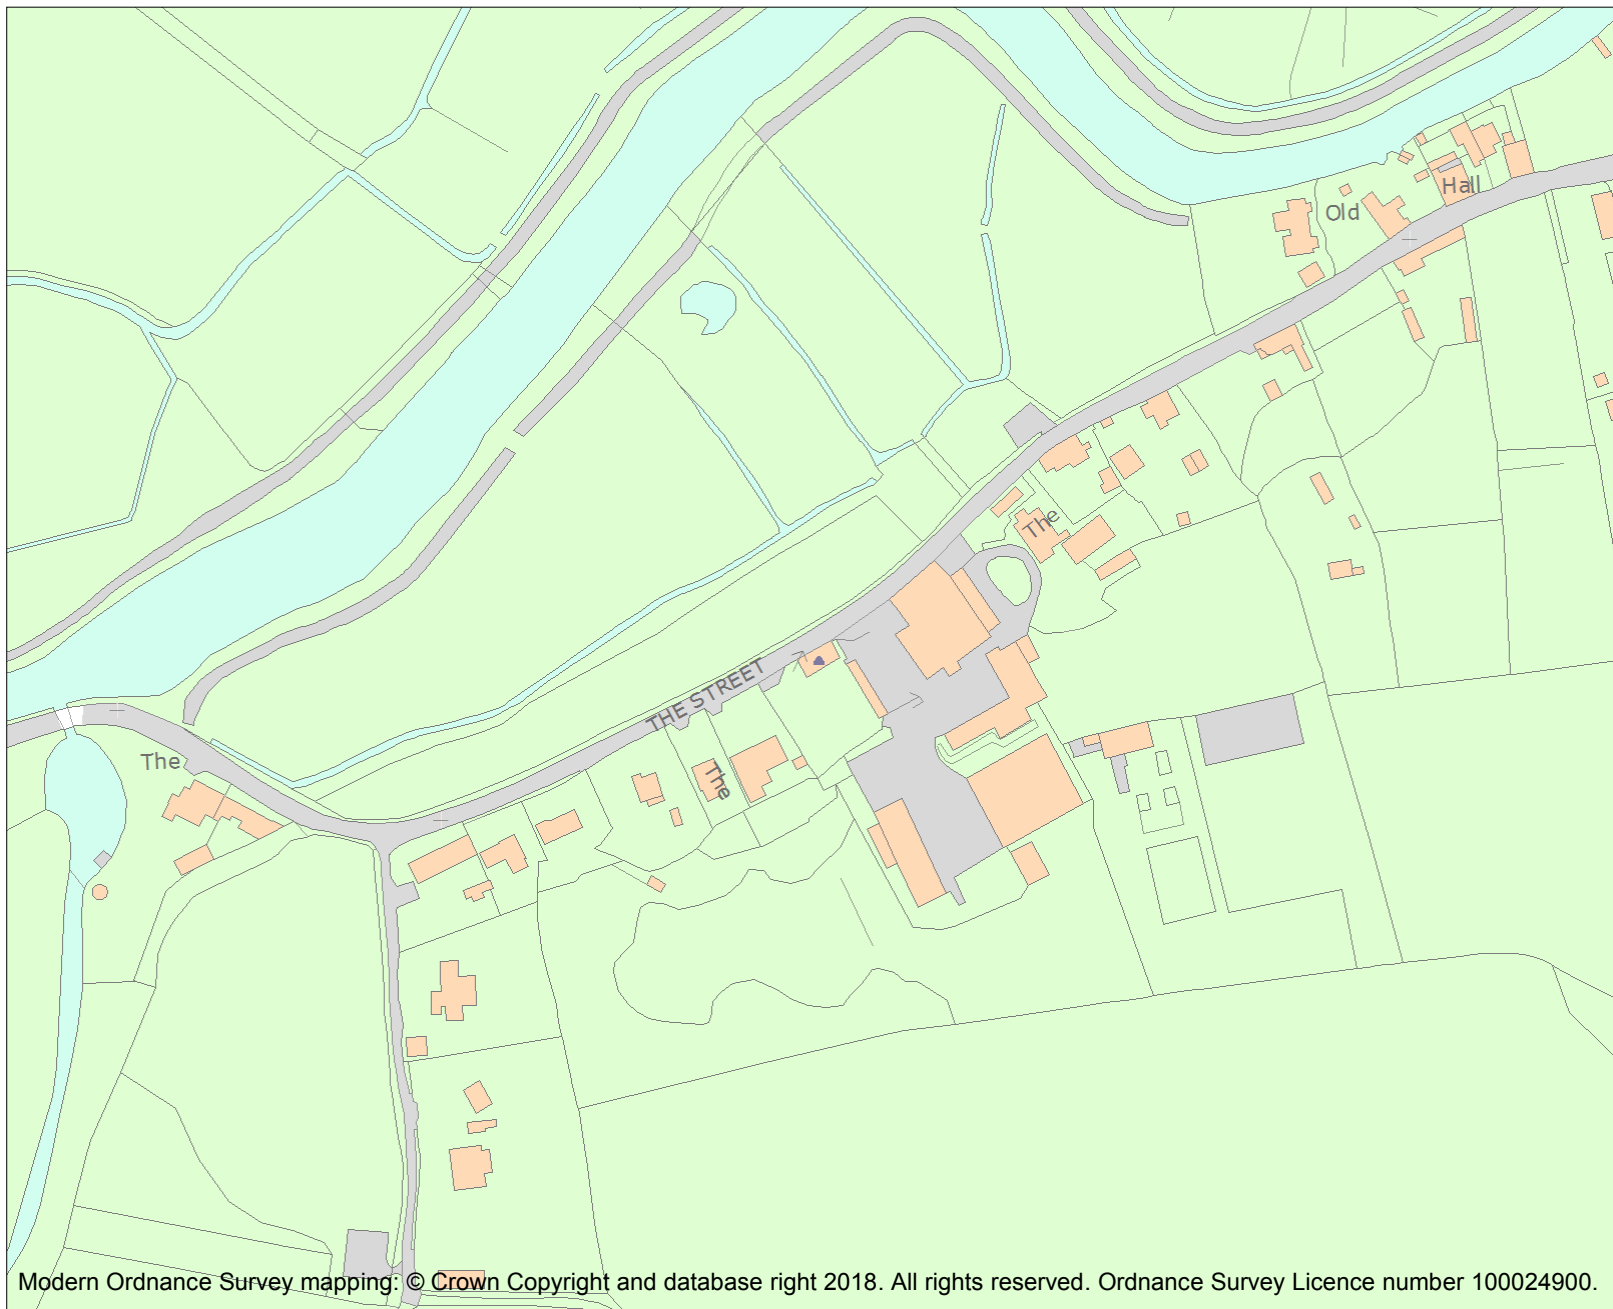 Hall
Old
The
THE STREET
The
The
Modern Ordnance Survey mapping: © Crown Copyright and database right 2018. All rights reserved. Ordnance Survey Licence number 100024900.